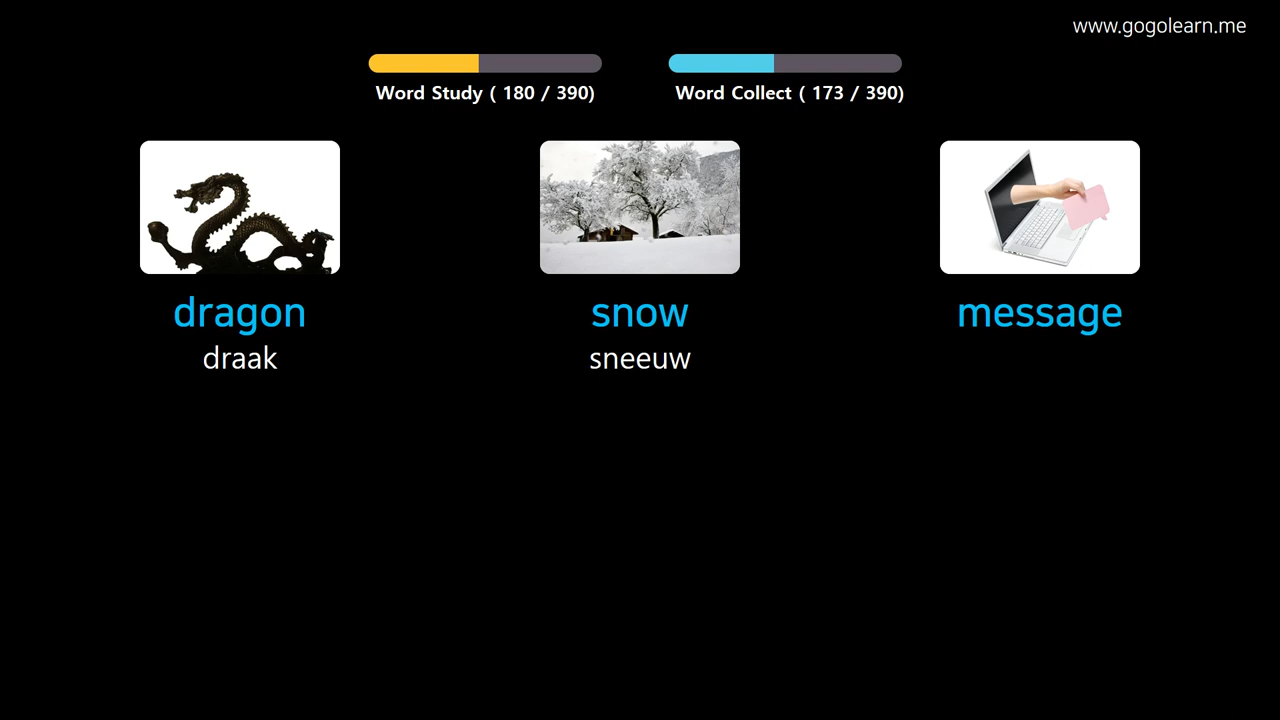 www.gogolearn.me
Word Study ( 180 / 390)
Word Collect ( 173 / 390)
dragon
snow
message
draak
sneeuw